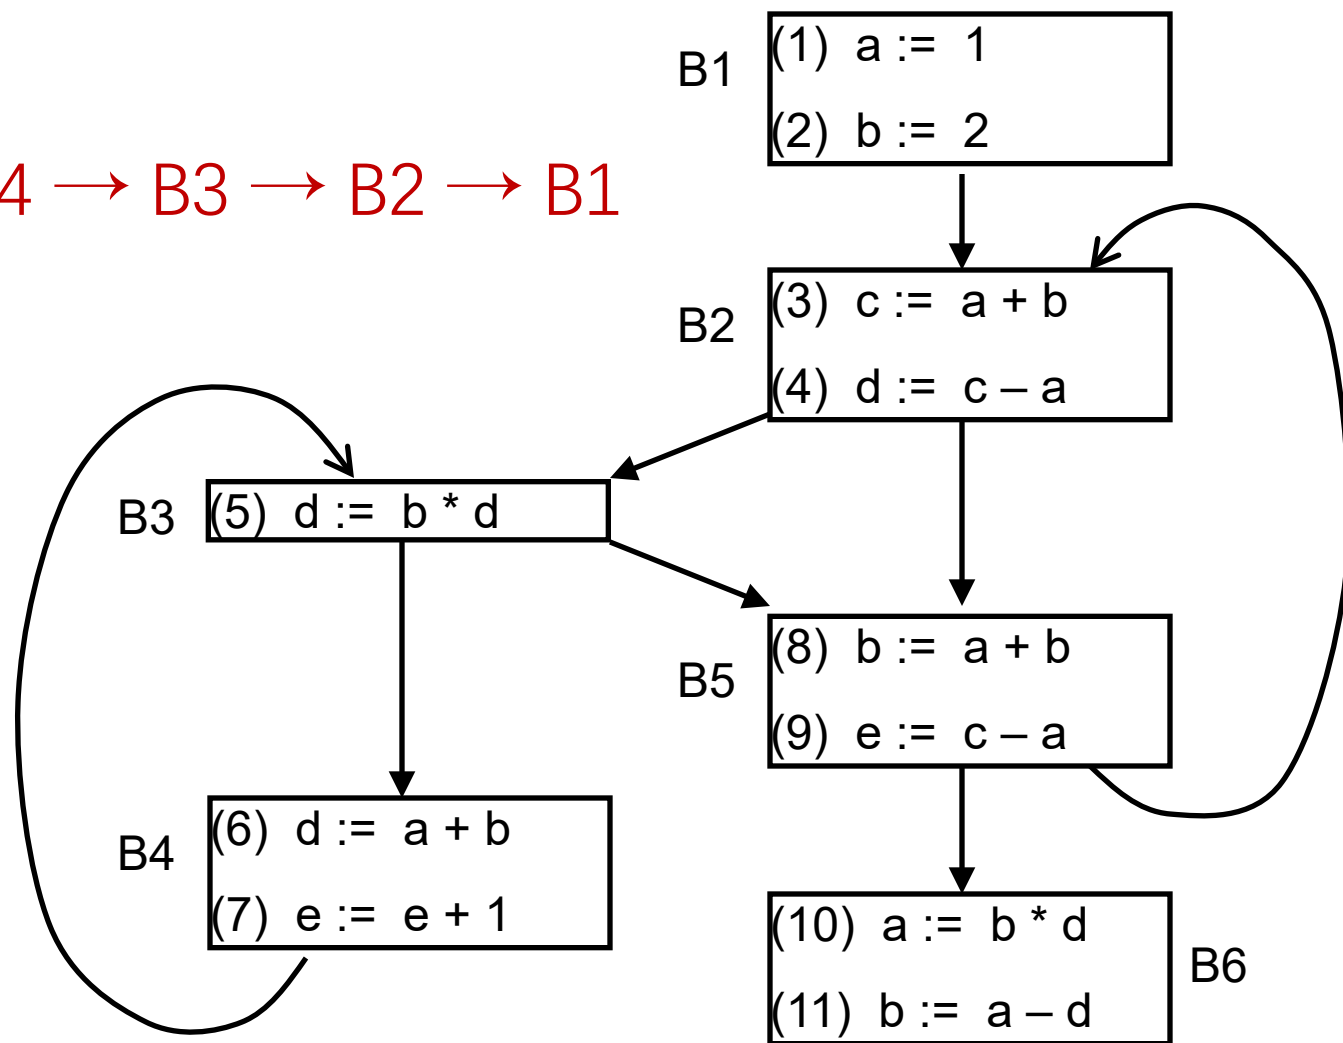 B1
(1) a := 1
(2) b := 2
4 → B3 → B2 → B1
B2
(3) c := a + b
(4) d := c – a
B3
(5) d := b * d
B5
(8) b := a + b
(9) e := c – a
B4
(6) d := a + b
(7) e := e + 1
(10) a := b * d
(11) b := a – d
B6